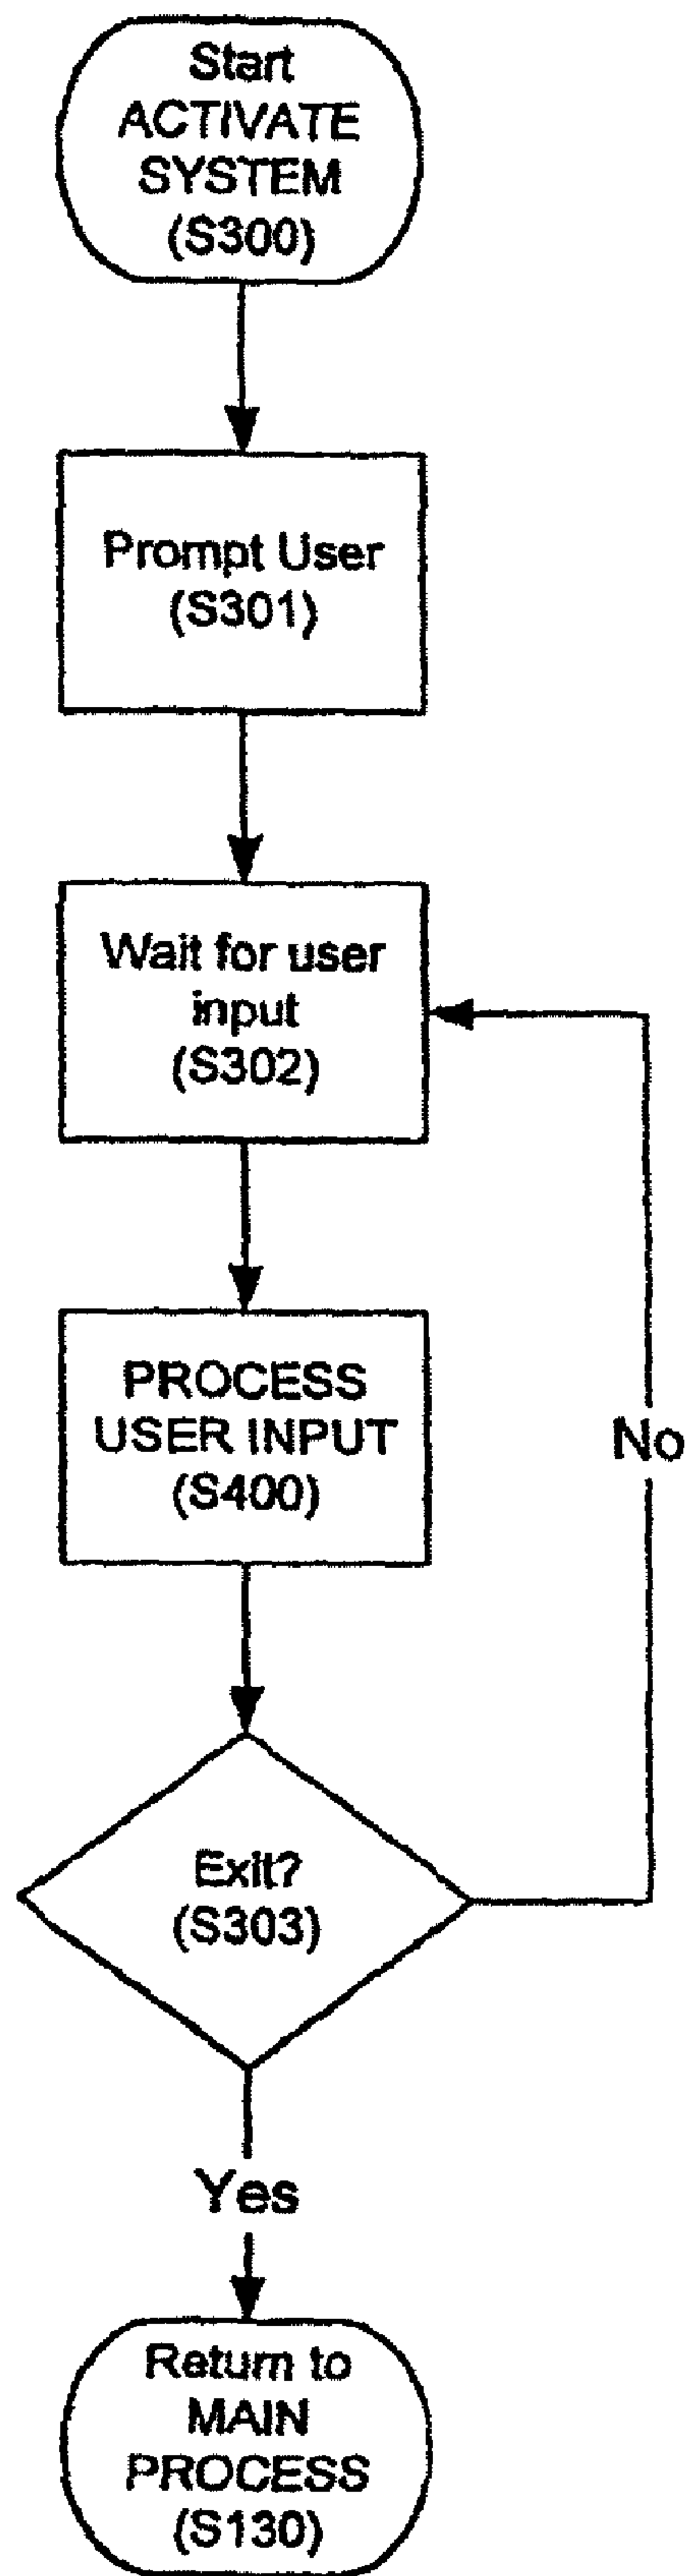 Start
ACTIVATE
SYSTEM
(S300)
Prompt User
(S301)
Wait for user
input
(S302)
PROCESS
USER INPUT
(S400)
No
Exit?
(S303)
Yes
Return to
MAIN
PROCESS
(S130)